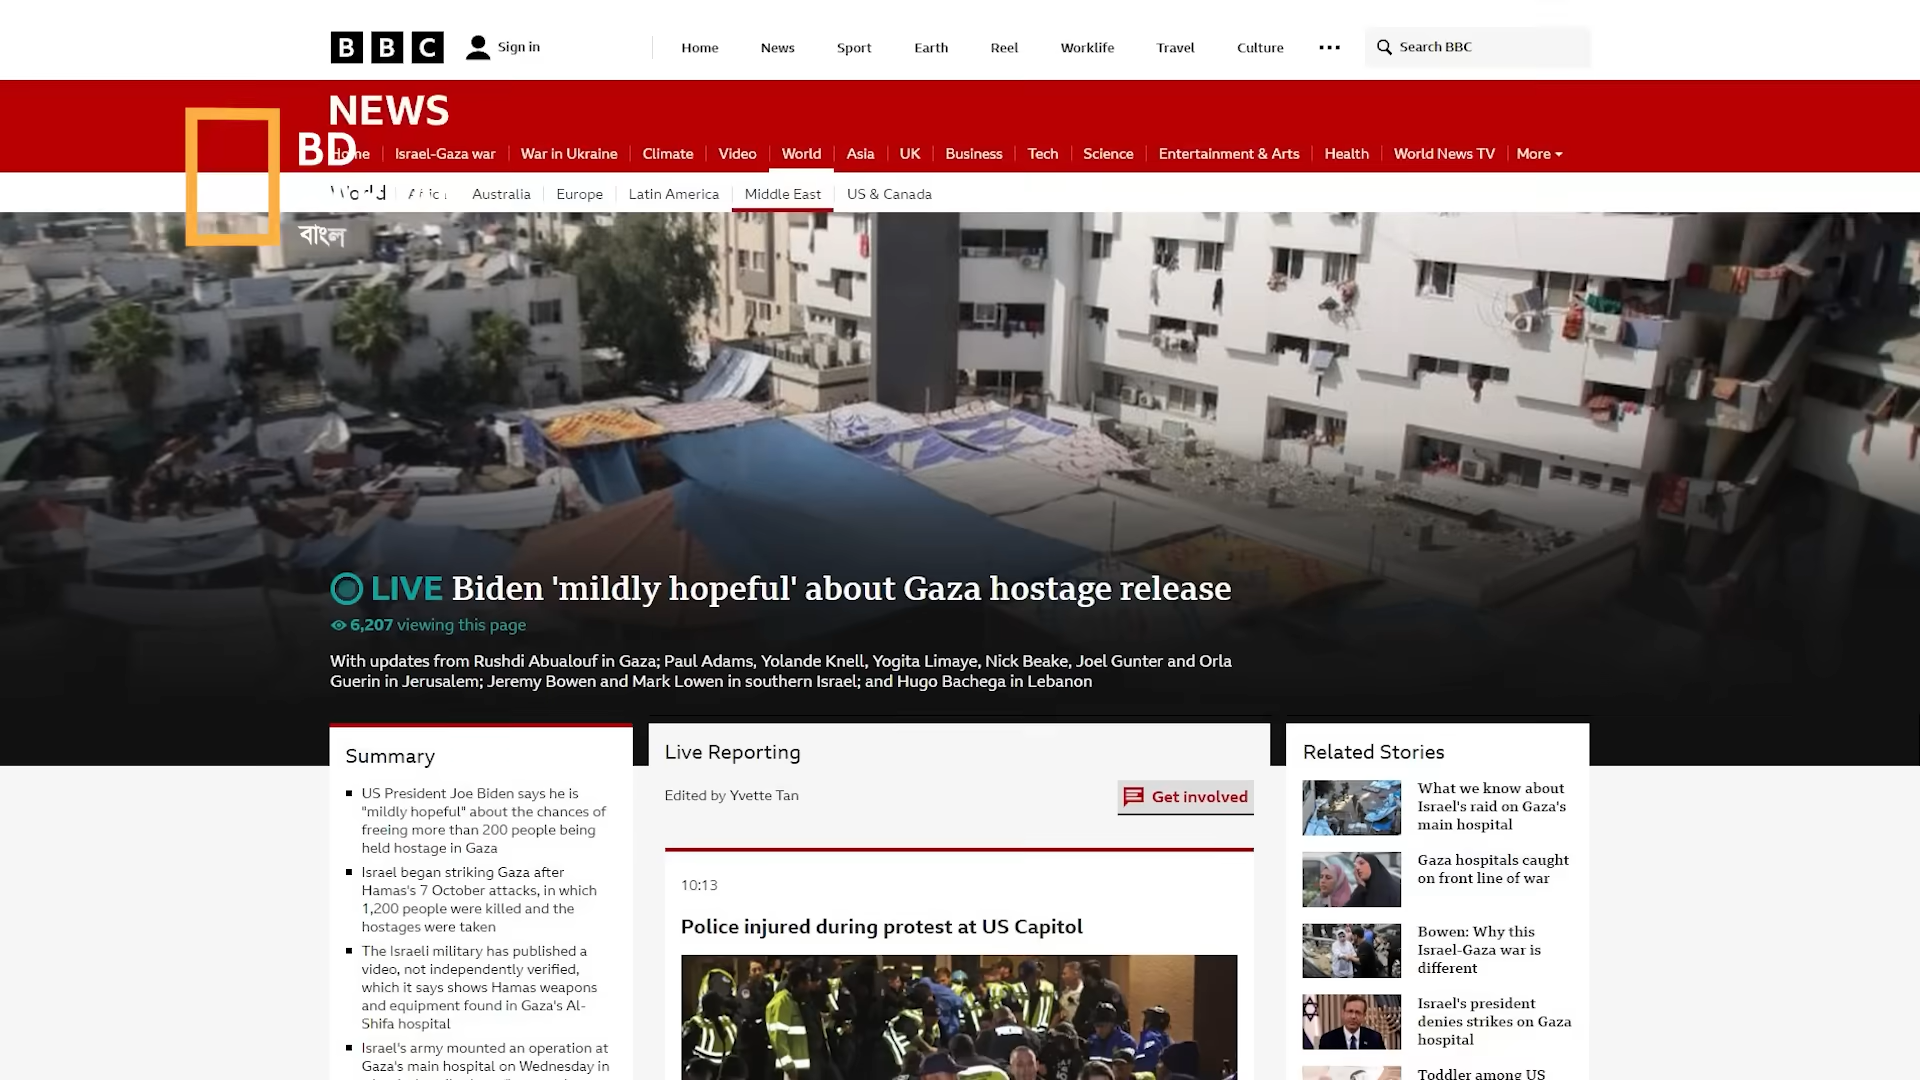 BBC
Sign in
Home
News
Sport
Earth
Reel
Worklife
Travel
Culture
Search BBC
NEWS
BD
Israel-Gaza war
War in Ukraine
Climate
Video
World
Asia
UK
Business
Tech
Science
Entertainment & Arts
Health
World News TV
More
World
Australia
Europe
Latin America
Middle East
US & Canada
বাংল
LIVE Biden 'mildly hopeful' about Gaza hostage release
6,207 viewing this page
With updates from Rushdi Abualouf in Gaza; Paul Adams, Yolande Knell, Yogita Limaye, Nick Beake, Joel Gunter and Orla
Guerin in Jerusalem; Jeremy Bowen and Mark Lowen in southern Israel; and Hugo Bachega in Lebanon
Summary
US President Joe Biden says he is
"mildly hopeful" about the chances of
freeing more than 200 people being
held hostage in Gaza
Israel began striking Gaza after
Hamas's 7 October attacks, in which
1,200 people were killed and the
hostages were taken
The Israeli military has published a
video, not independently verified,
which it says shows Hamas weapons
and equipment found in Gaza's Al-
Shifa hospital
Israel's army mounted an operation at
Gaza's main hospital on Wednesday in
Live Reporting
Edited by Yvette Tan
Get involved
10:13
Police injured during protest at US Capitol
Related Stories
What we know about
Israel's raid on Gaza's
main hospital
Gaza hospitals caught
on front line of war
Bowen: Why this
Israel-Gaza war is
different
Israel's president
denies strikes on Gaza
hospital
Toddler among US